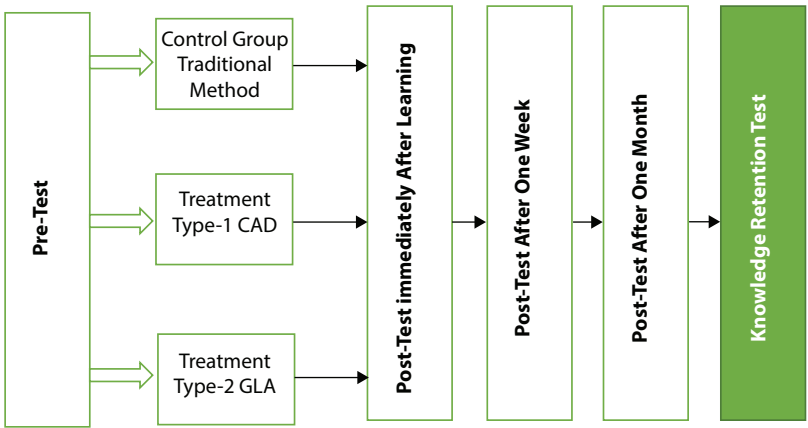 Pre-Test
Control Group
Traditional
Method
Treatment
Type-1 CAD
Treatment
Type-2 GLA
Post-Test immediately After Learning
Post-Test After One Week
Post-Test After One Month
Knowledge Retention Test